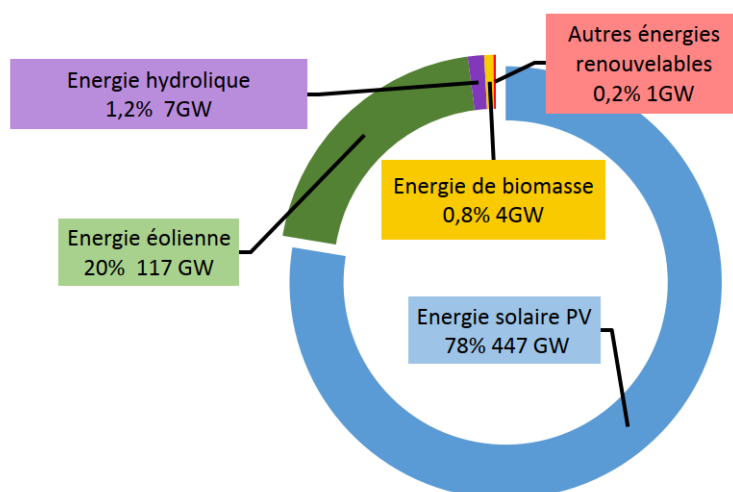 Energie hydrolique
1,2% 7GW
Autres énergies
renouvelables
0,2% 1GW
Energie de biomasse
0,8% 4GW
Energie éolienne
20% 117 GW
Energie solaire PV
78% 447 GW